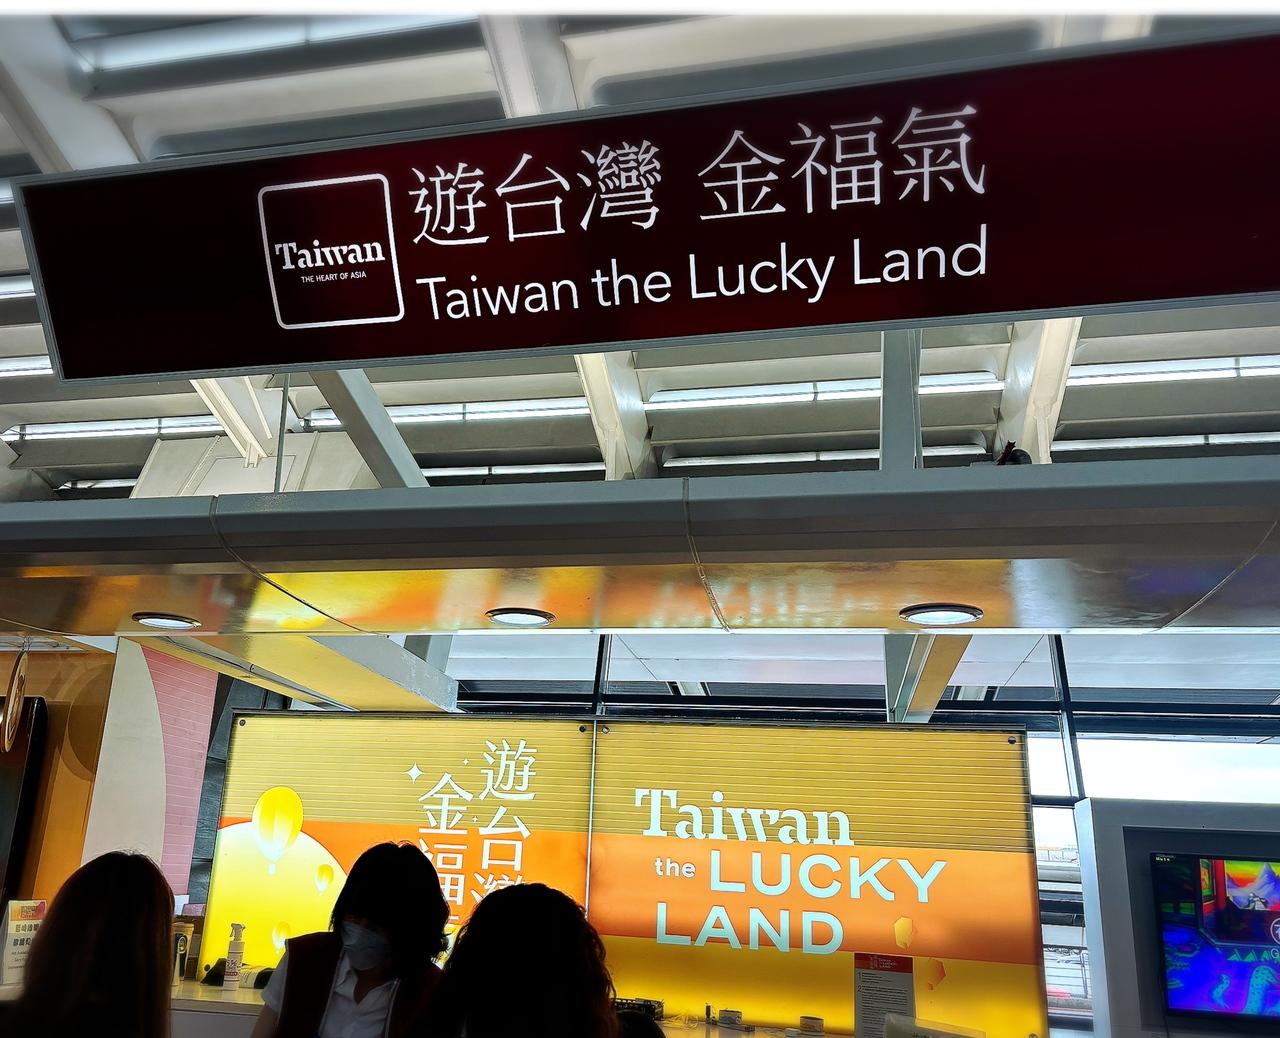 遊台灣 金福氣
Taiwan
THE HEART OF ASIA
Taiwan the Lucky Land
遊台灣
金福
Taiwan
the LUCKY
LAND